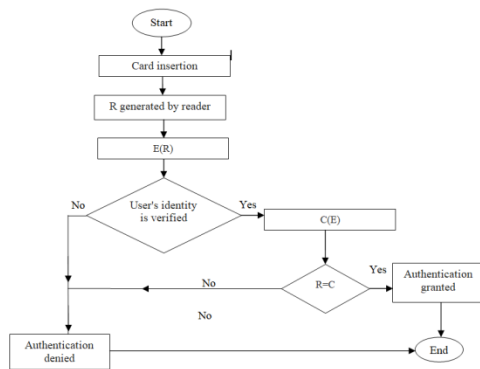 Start
Card insertion
R generated by reader
E(R)
No
User's identity
is verified
Yes
C(E)
No
R=C
Yes
Authentication
granted
No
Authentication
denied
End